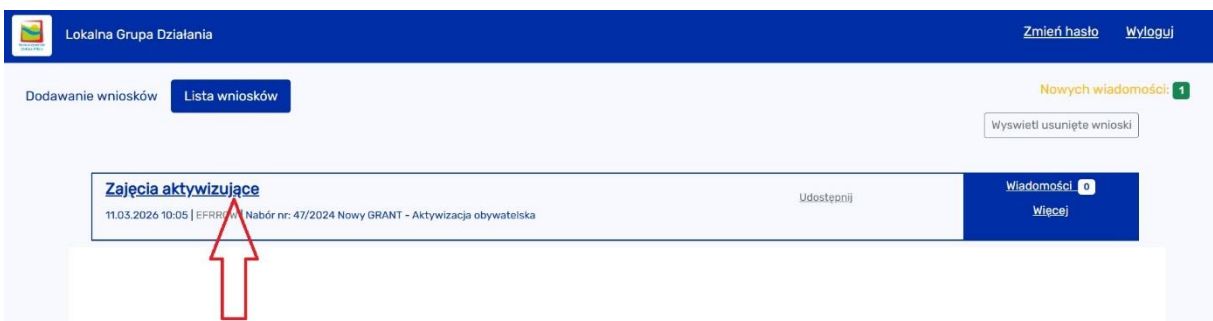 Lokalna Grupa Działania
Zmień hasło Wyloguj
Dodawanie wniosków Lista wniosków
Nowych wiadomości: 1
Wyswietl usunięte wnioski
Zajęcia aktywizujące
Udostępnij
Wiadomości 0
11.03.2026 10:05 | EFRROW | Nabór nr: 47/2024 Nowy GRANT - Aktywizacja obywatelska
Więcej